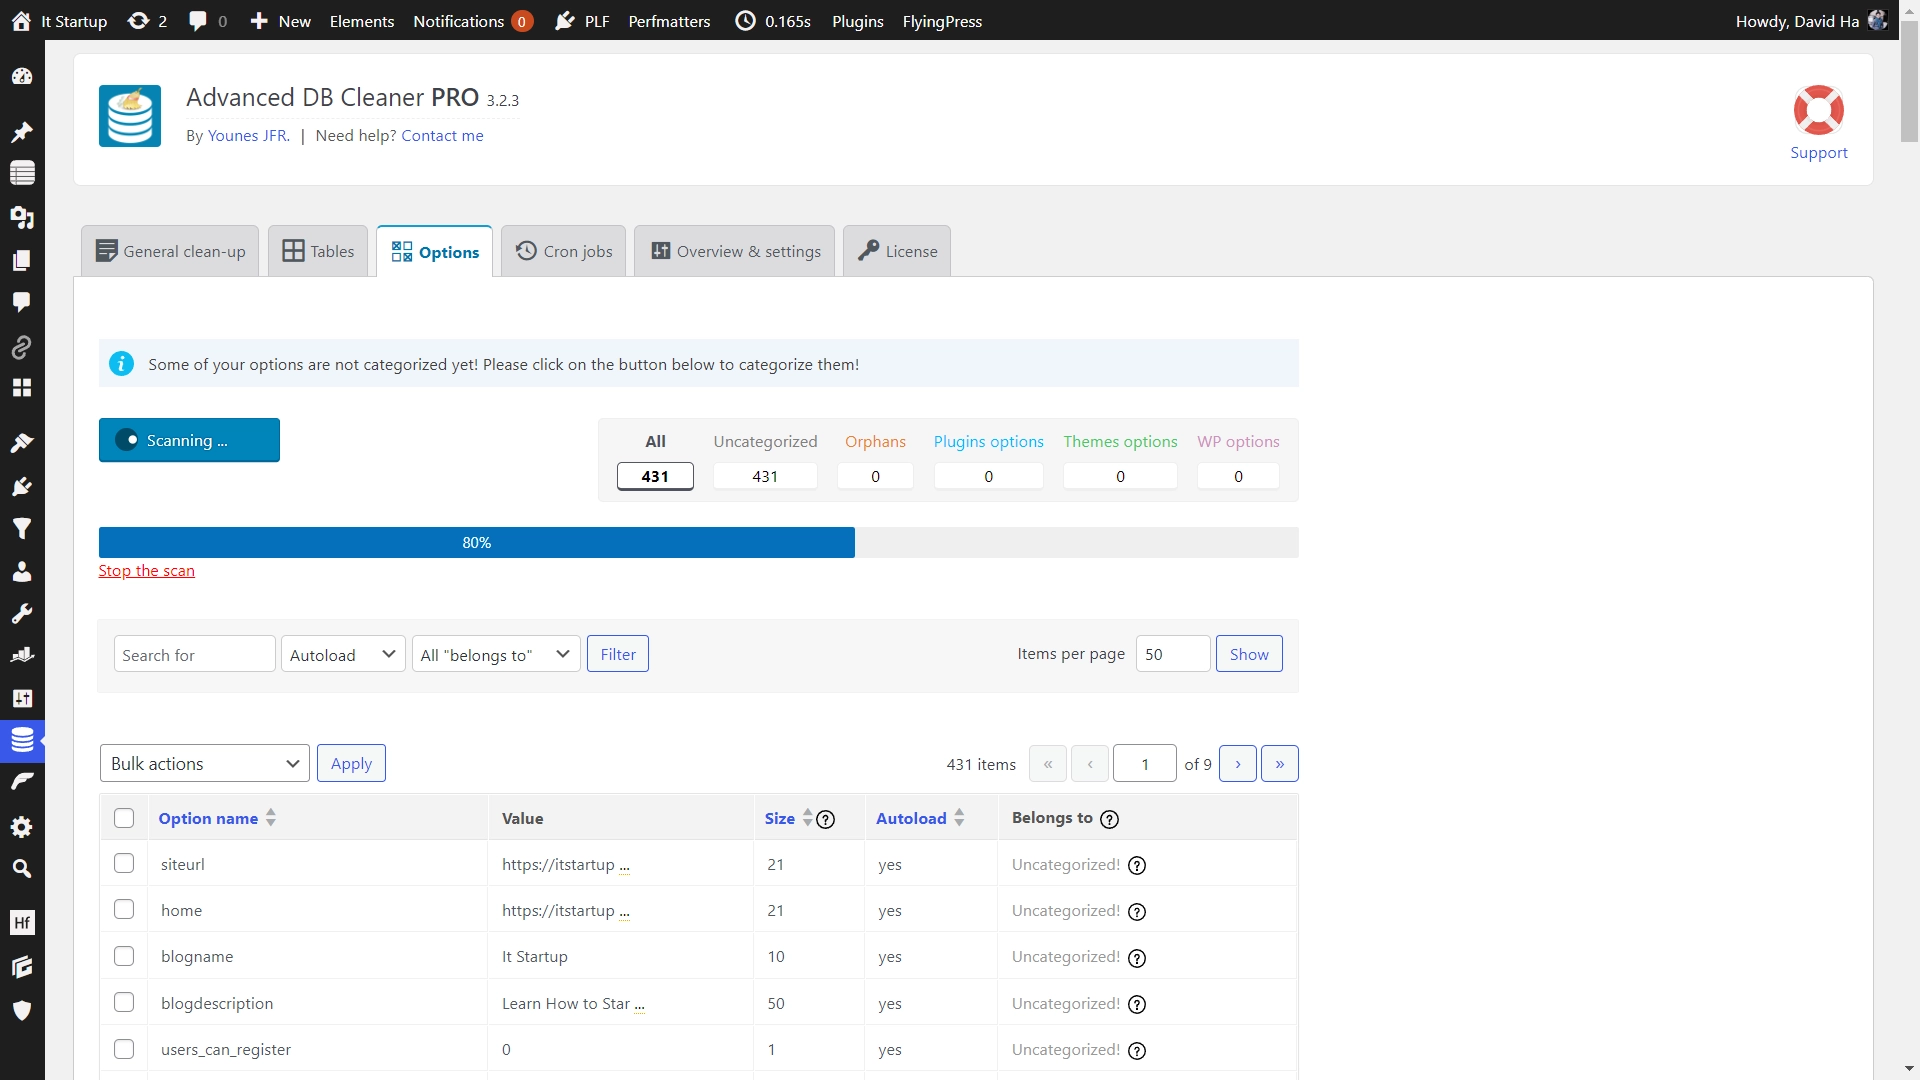 It Startup 2 0 New Elements Notifications 0 PLF Perfmatters 0.165s Plugins FlyingPress Howdy, David Ha
Advanced DB Cleaner PRO 3.2.3
By Younes JFR. | Need help? Contact me
Support
General clean-up Tables Options Cron jobs Overview & settings License
Some of your options are not categorized yet! Please click on the button below to categorize them!
Scanning ...
All Uncategorized Orphans Plugins options Themes options WP options
431 431 0 0 0 0
80%
Stop the scan
Search for Autoload All "belongs to" Filter Items per page 50 Show
Bulk actions Apply 431 items « ‹ 1 of 9 › »
Option name Value Size ? Autoload Belongs to ?
siteurl https://itstartup ... 21 yes Uncategorized! ?
home https://itstartup ... 21 yes Uncategorized! ?
blogname It Startup 10 yes Uncategorized! ?
Hf
blogdescription Learn How to Star ... 50 yes Uncategorized! ?
users_can_register 0 1 yes Uncategorized! ?